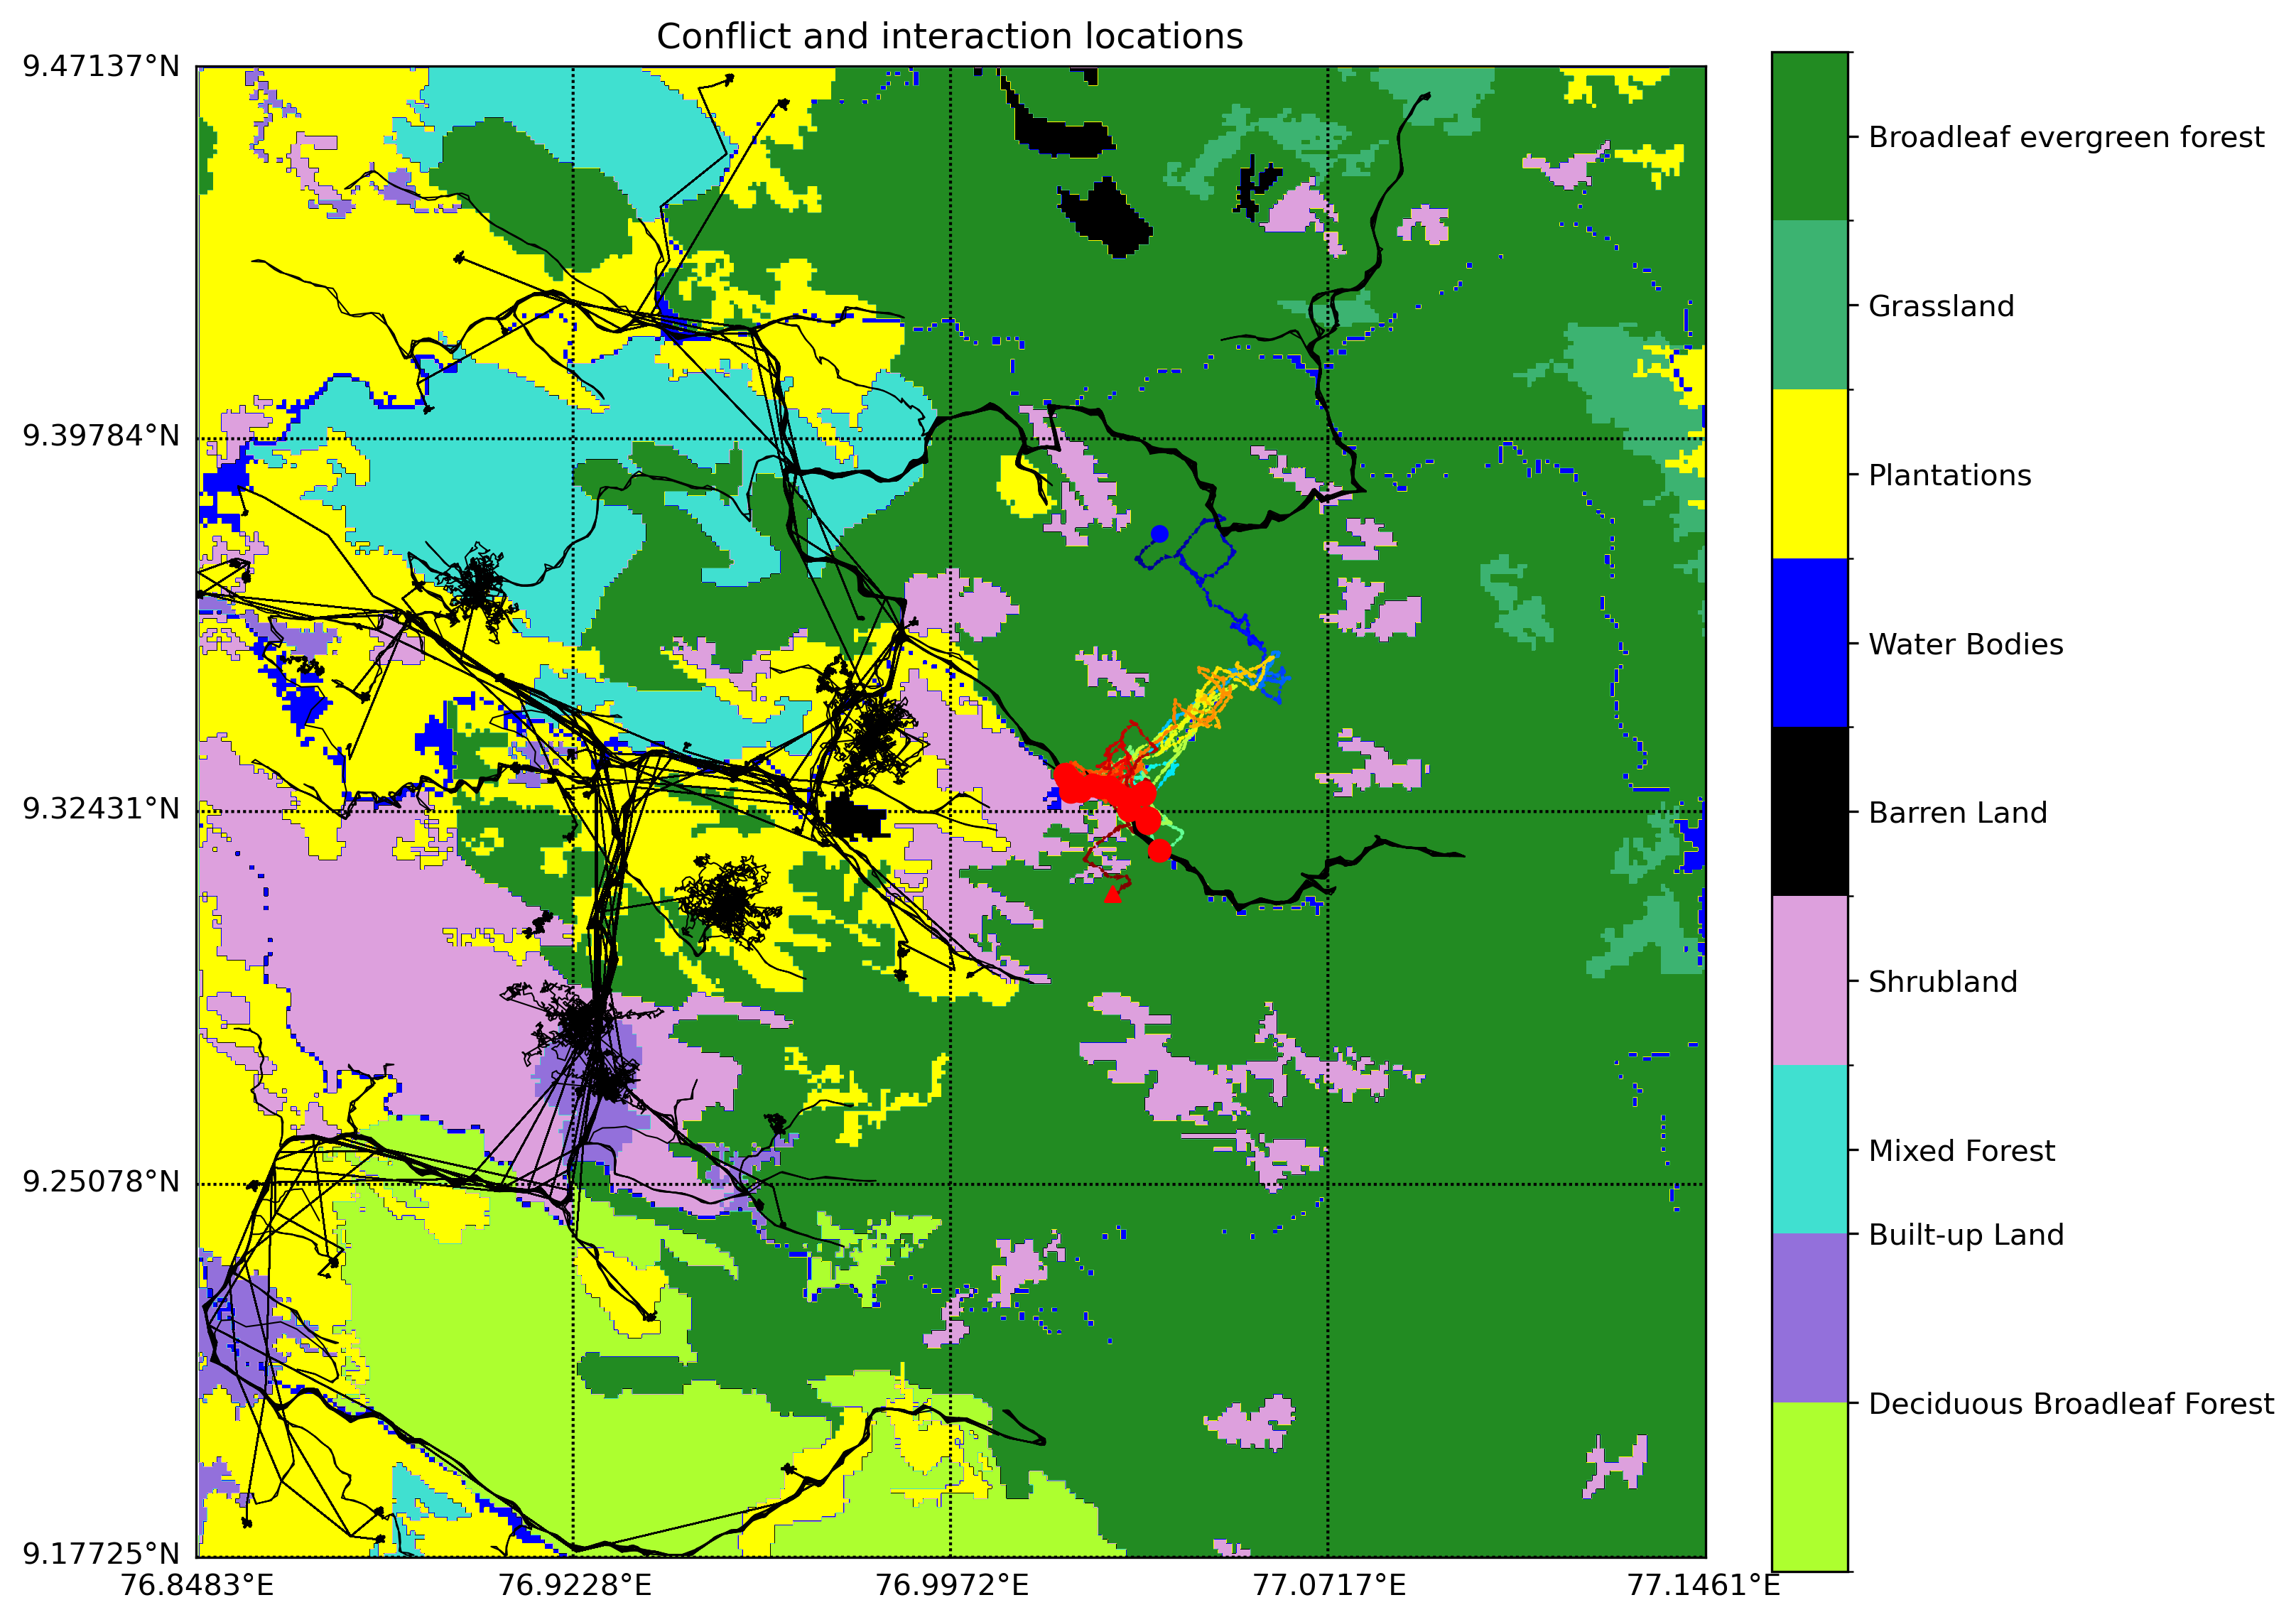 Conflict and interaction locations
9.47137°N
9.39784°N
9.32431°N
9.25078°N
9.17725°N
76.8483°E
76.9228°E
76.9972°E
77.0717°E
77.1461°E
Broadleaf evergreen forest
Grassland
Plantations
Water Bodies
Barren Land
Shrubland
Mixed Forest
Built-up Land
Deciduous Broadleaf Forest